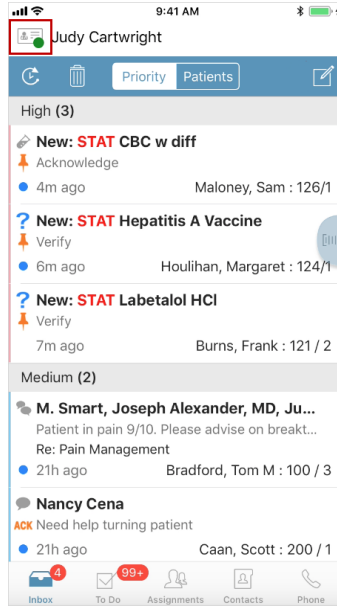 9:41 AM
Judy Cartwright
Priority Patients
High (3)
New: STAT CBC w diff
Acknowledge
4m ago Maloney, Sam : 126/1
New: STAT Hepatitis A Vaccine
Verify
6m ago Houlihan, Margaret : 124/1
New: STAT Labetalol HCl
Verify
7m ago Burns, Frank : 121 / 2
Medium (2)
M. Smart, Joseph Alexander, MD, Ju...
Patient in pain 9/10. Please advise on breakt...
Re: Pain Management
21h ago Bradford, Tom M : 100 / 3
Nancy Cena
ACK Need help turning patient
21h ago Caan, Scott : 200 / 1
4 99+
Inbox To Do Assignments Contacts Phone